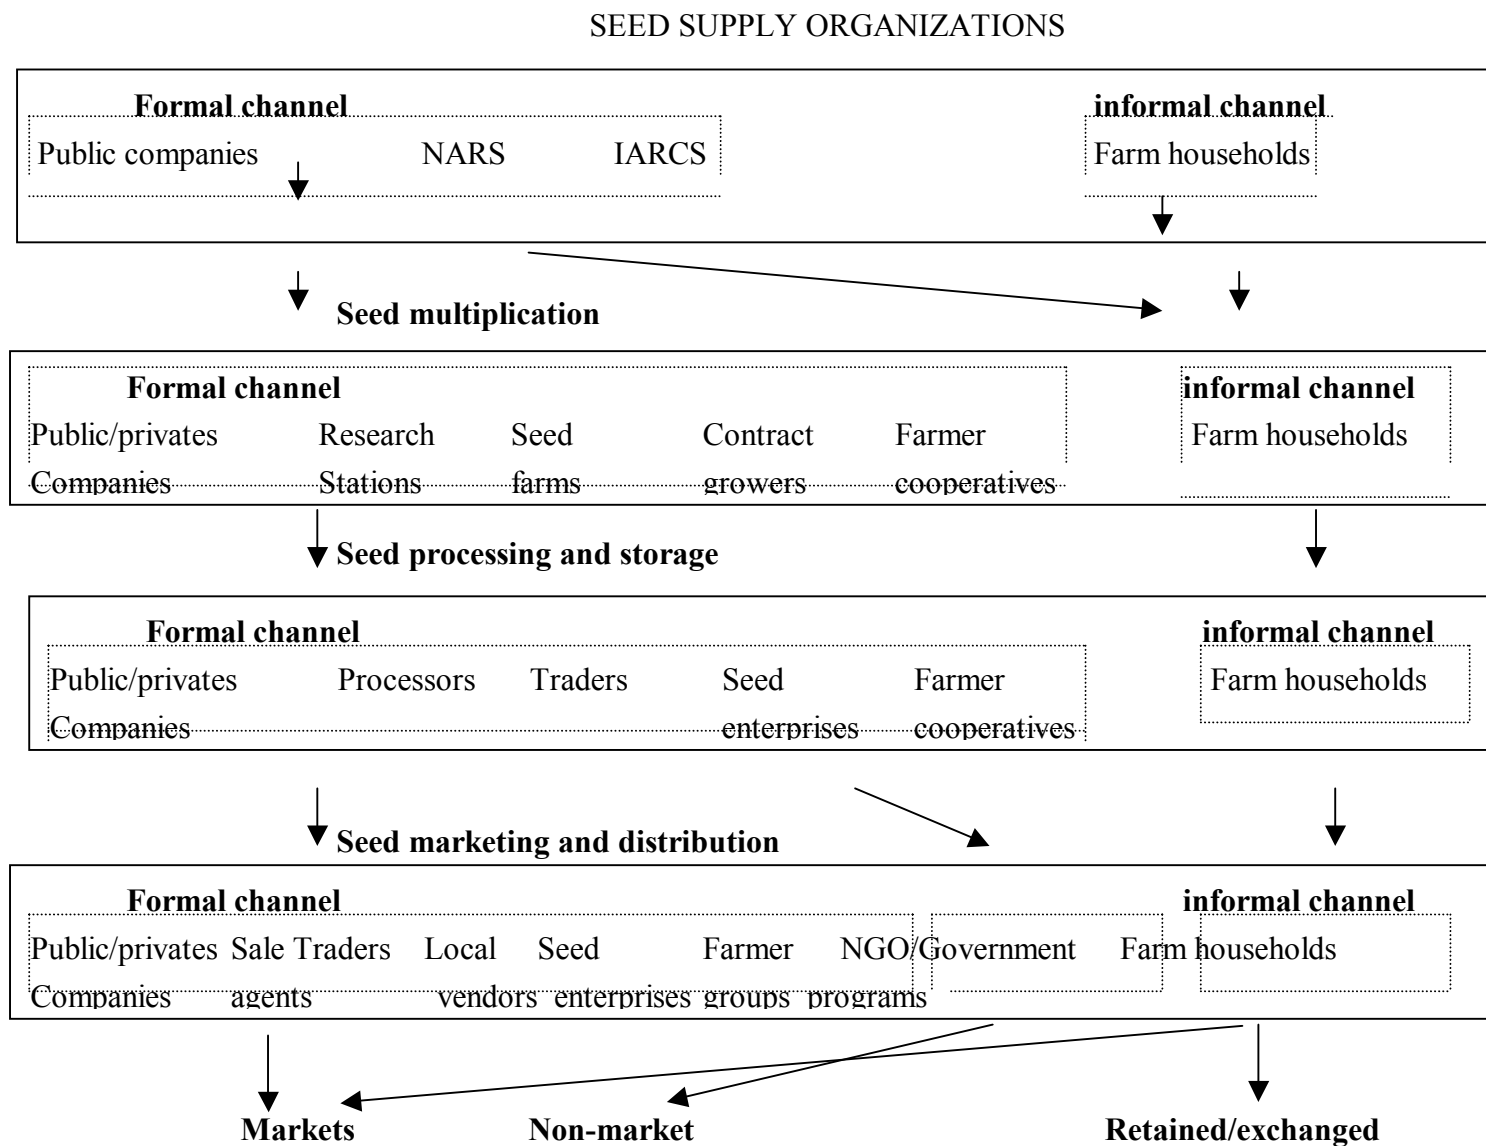 SEED SUPPLY ORGANIZATIONS
Formal channel informal channel
Public companies NARS IARCS Farm households
Seed multiplication
Formal channel informal channel
Public/privates Research Seed Contract Farmer Farm households
Companies Stations farms growers cooperatives
Seed processing and storage
Formal channel informal channel
Public/privates Processors Traders Seed Farmer Farm households
Companies enterprises cooperatives
Seed marketing and distribution
Formal channel informal channel
Public/privates Sale Traders Local Seed Farmer NGO/Government Farm households
Companies agents vendors enterprises groups programs
Markets Non-market Retained/exchanged